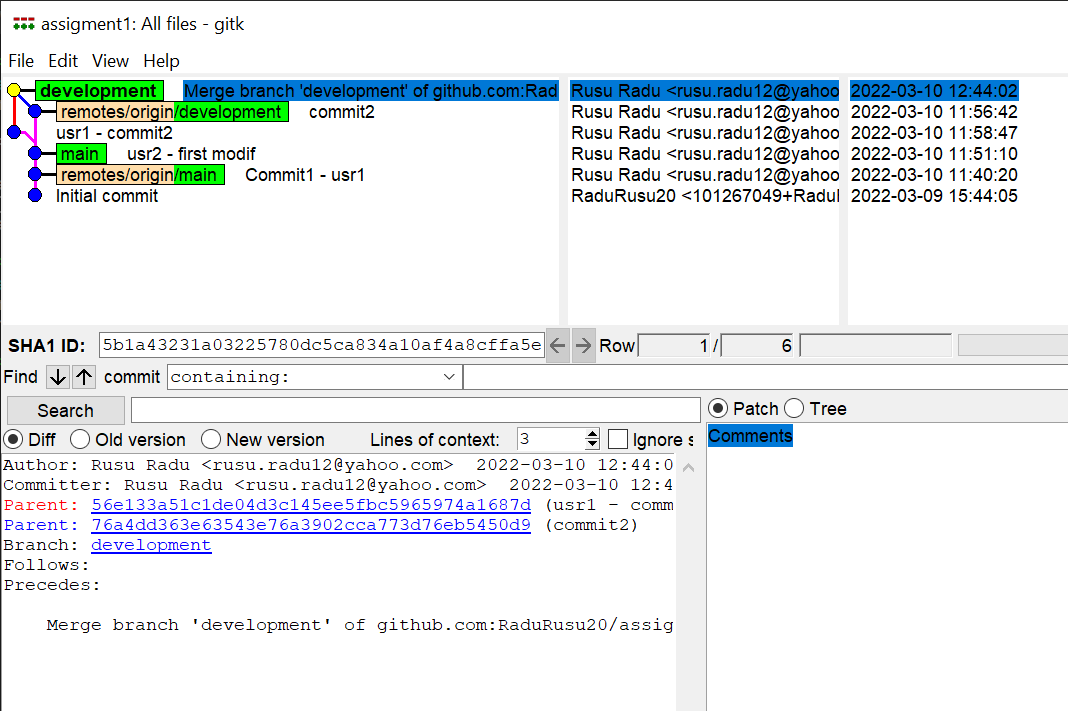 assigment1: All files - gitk
File Edit View Help
development Merge branch 'development' of github.com:Rad Rusu Radu <rusu.radu12@yahoo 2022-03-10 12:44:02
remotes/origin/development commit2 Rusu Radu <rusu.radu12@yahoo 2022-03-10 11:56:42
usr1 - commit2 Rusu Radu <rusu.radu12@yahoo 2022-03-10 11:58:47
main usr2 - first modif Rusu Radu <rusu.radu12@yahoo 2022-03-10 11:51:10
remotes/origin/main Commit1 - usr1 Rusu Radu <rusu.radu12@yahoo 2022-03-10 11:40:20
Initial commit RaduRusu20 <101267049+RaduI 2022-03-09 15:44:05
SHA1 ID: 5b1a43231a03225780dc5ca834a10af4a8cffa5e Row 1 / 6
Find commit containing:
Search
Patch Tree
Diff Old version New version Lines of context: 3 Ignore s
Comments
Author: Rusu Radu <rusu.radu12@yahoo.com> 2022-03-10 12:44:0
Committer: Rusu Radu <rusu.radu12@yahoo.com> 2022-03-10 12:4
Parent: 56e133a51c1de04d3c145ee5fbc5965974a1687d (usr1 - comm
Parent: 76a4dd363e63543e76a3902cca773d76eb5450d9 (commit2)
Branch: development
Follows:
Precedes:
Merge branch 'development' of github.com:RaduRusu20/assig